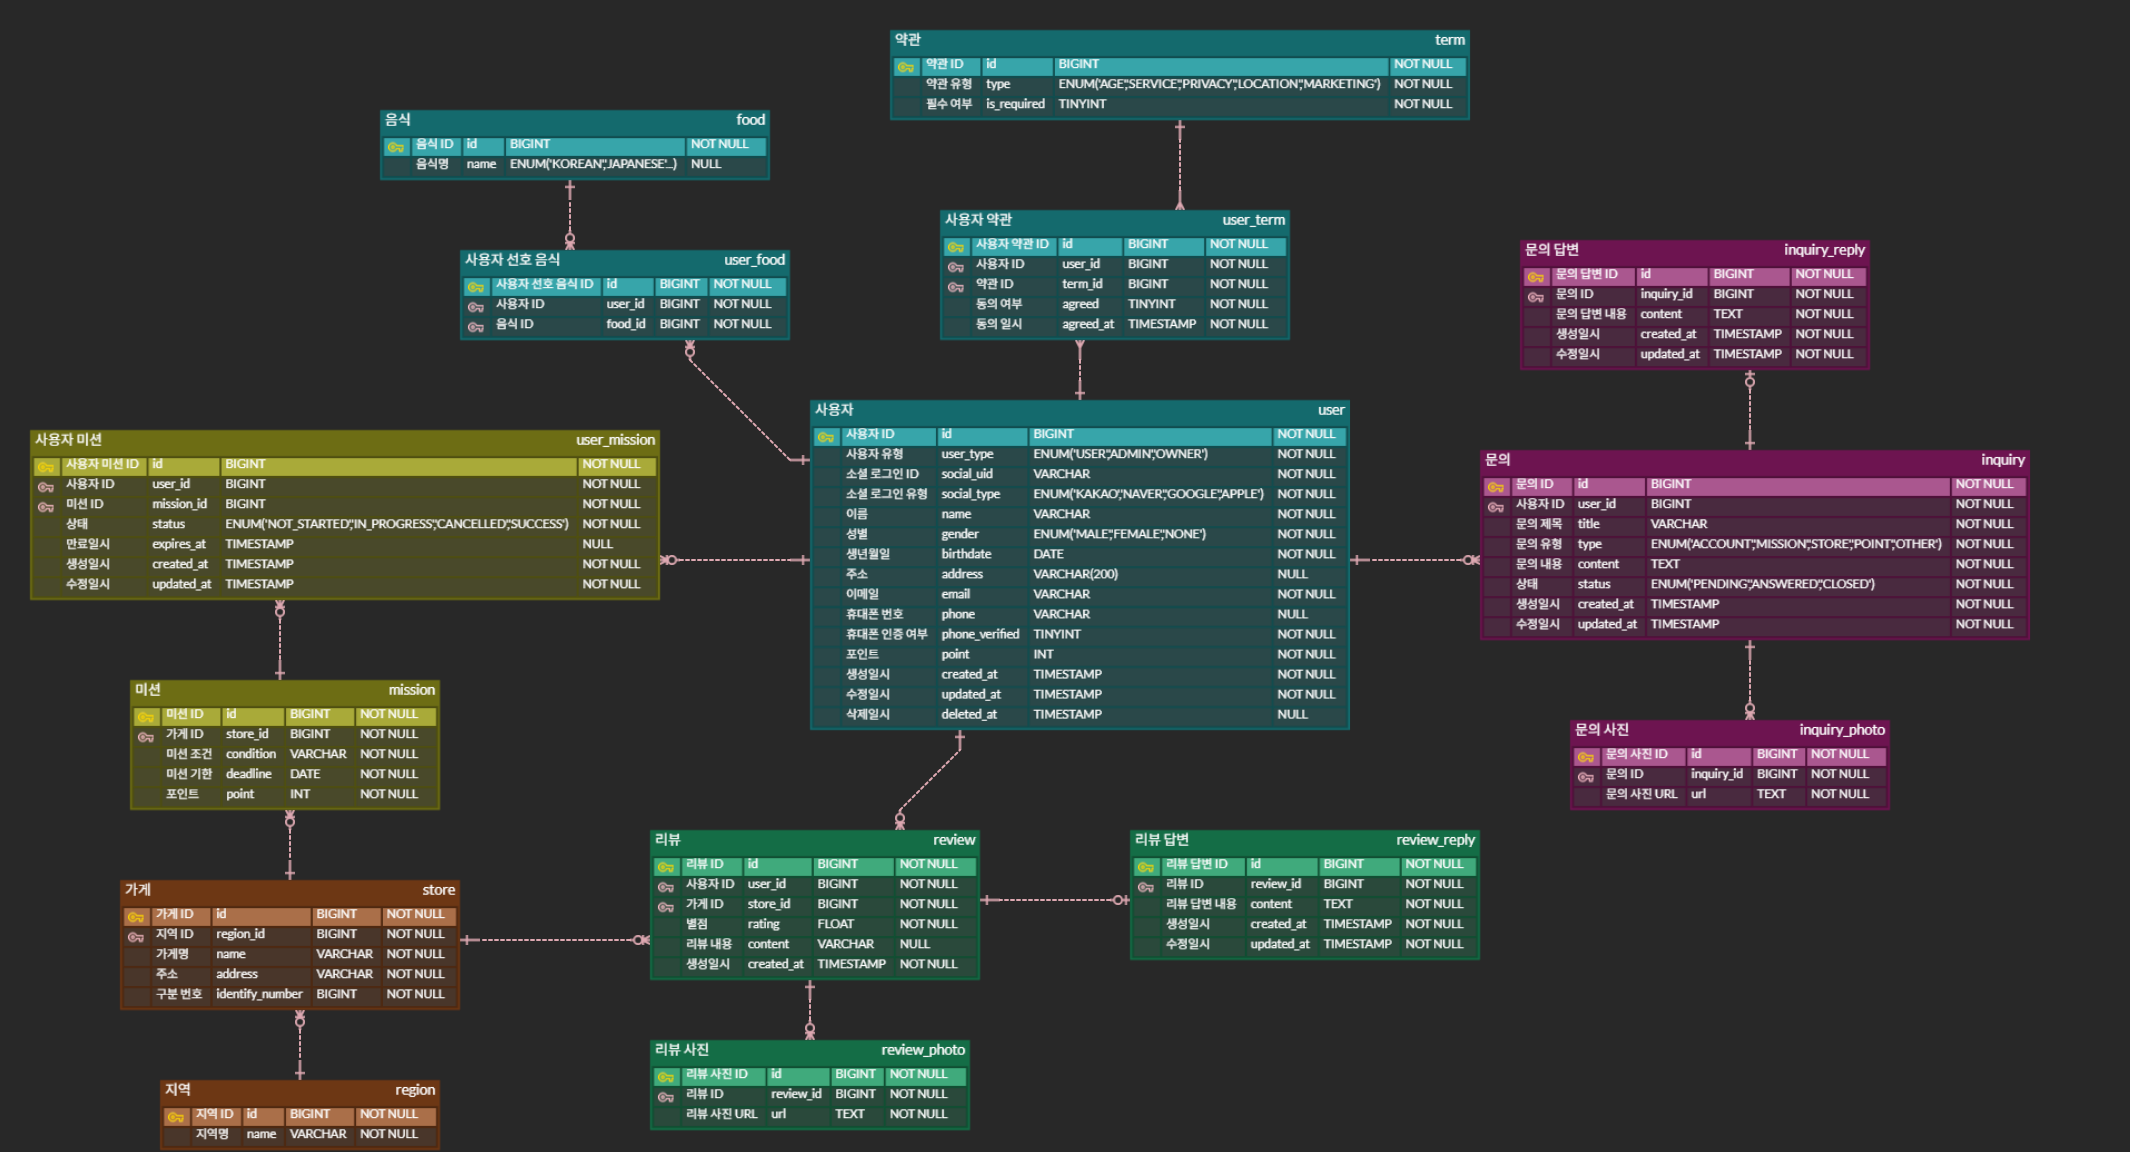 약관 term
약관 ID id BIGINT NOT NULL
약관 유형 type ENUM('AGE','SERVICE','PRIVACY','LOCATION','MARKETING') NOT NULL
필수 여부 is_required TINYINT NOT NULL
음식 food
음식 ID id BIGINT NOT NULL
음식명 name ENUM('KOREAN','JAPANESE'...) NULL
사용자 약관 user_term
사용자 약관 ID id BIGINT NOT NULL
사용자 ID user_id BIGINT NOT NULL
약관 ID term_id BIGINT NOT NULL
동의 여부 agreed TINYINT NOT NULL
동의 일시 agreed_at TIMESTAMP NOT NULL
사용자 선호 음식 user_food
사용자 선호 음식 ID id BIGINT NOT NULL
사용자 ID user_id BIGINT NOT NULL
음식 ID food_id BIGINT NOT NULL
문의 답변 inquiry_reply
문의 답변 ID id BIGINT NOT NULL
문의 ID inquiry_id BIGINT NOT NULL
문의 답변 내용 content TEXT NOT NULL
생성일시 created_at TIMESTAMP NOT NULL
수정일시 updated_at TIMESTAMP NOT NULL
사용자 user
사용자 ID id BIGINT NOT NULL
사용자 유형 user_type ENUM('USER','ADMIN','OWNER') NOT NULL
소셜 로그인 ID social_uid VARCHAR NOT NULL
소셜 로그인 유형 social_type ENUM('KAKAO','NAVER','GOOGLE','APPLE') NOT NULL
이름 name VARCHAR NOT NULL
성별 gender ENUM('MALE','FEMALE','NONE') NOT NULL
생년월일 birthdate DATE NOT NULL
주소 address VARCHAR(200) NULL
이메일 email VARCHAR NOT NULL
휴대폰 번호 phone VARCHAR NULL
휴대폰 인증 여부 phone_verified TINYINT NOT NULL
포인트 point INT NOT NULL
생성일시 created_at TIMESTAMP NOT NULL
수정일시 updated_at TIMESTAMP NOT NULL
삭제일시 deleted_at TIMESTAMP NULL
사용자 미션 user_mission
사용자 미션 ID id BIGINT NOT NULL
사용자 ID user_id BIGINT NOT NULL
미션 ID mission_id BIGINT NOT NULL
상태 status ENUM('NOT_STARTED','IN_PROGRESS','CANCELLED','SUCCESS') NOT NULL
만료일시 expires_at TIMESTAMP NULL
생성일시 created_at TIMESTAMP NOT NULL
수정일시 updated_at TIMESTAMP NOT NULL
문의 inquiry
문의 ID id BIGINT NOT NULL
사용자 ID user_id BIGINT NOT NULL
문의 제목 title VARCHAR NOT NULL
문의 유형 type ENUM('ACCOUNT','MISSION','STORE','POINT','OTHER') NOT NULL
문의 내용 content TEXT NOT NULL
상태 status ENUM('PENDING','ANSWERED','CLOSED') NOT NULL
생성일시 created_at TIMESTAMP NOT NULL
수정일시 updated_at TIMESTAMP NOT NULL
미션 mission
미션 ID id BIGINT NOT NULL
가게 ID store_id BIGINT NOT NULL
미션 조건 condition VARCHAR NOT NULL
미션 기한 deadline DATE NOT NULL
포인트 point INT NOT NULL
문의 사진 inquiry_photo
문의 사진 ID id BIGINT NOT NULL
문의 ID inquiry_id BIGINT NOT NULL
문의 사진 URL url TEXT NOT NULL
리뷰 review
리뷰 ID id BIGINT NOT NULL
사용자 ID user_id BIGINT NOT NULL
가게 ID store_id BIGINT NOT NULL
별점 rating FLOAT NOT NULL
리뷰 내용 content VARCHAR NULL
생성일시 created_at TIMESTAMP NOT NULL
리뷰 답변 review_reply
리뷰 답변 ID id BIGINT NOT NULL
리뷰 ID review_id BIGINT NOT NULL
리뷰 답변 내용 content TEXT NOT NULL
생성일시 created_at TIMESTAMP NOT NULL
수정일시 updated_at TIMESTAMP NOT NULL
가게 store
가게 ID id BIGINT NOT NULL
지역 ID region_id BIGINT NOT NULL
가게명 name VARCHAR NOT NULL
주소 address VARCHAR NOT NULL
구분 번호 identify_number BIGINT NOT NULL
리뷰 사진 review_photo
리뷰 사진 ID id BIGINT NOT NULL
리뷰 ID review_id BIGINT NOT NULL
리뷰 사진 URL url TEXT NOT NULL
지역 region
지역 ID id BIGINT NOT NULL
지역명 name VARCHAR NOT NULL